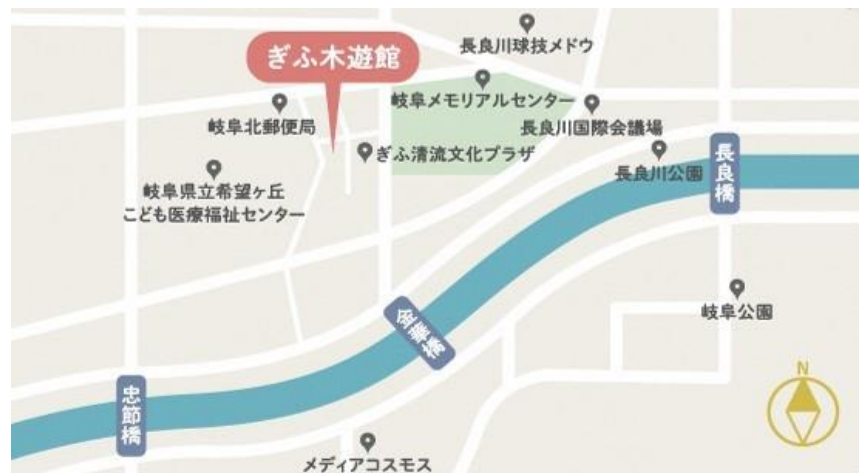 長良川球技メドウ
ぎふ木遊館
岐阜メモリアルセンター
岐阜北郵便局
長良川国際会議場
ぎふ清流文化プラザ
長良川公園
長良橋
岐阜県立希望ヶ丘
こども医療福祉センター
岐阜公園
金華橋
N
忠節橋
メディアコスモス